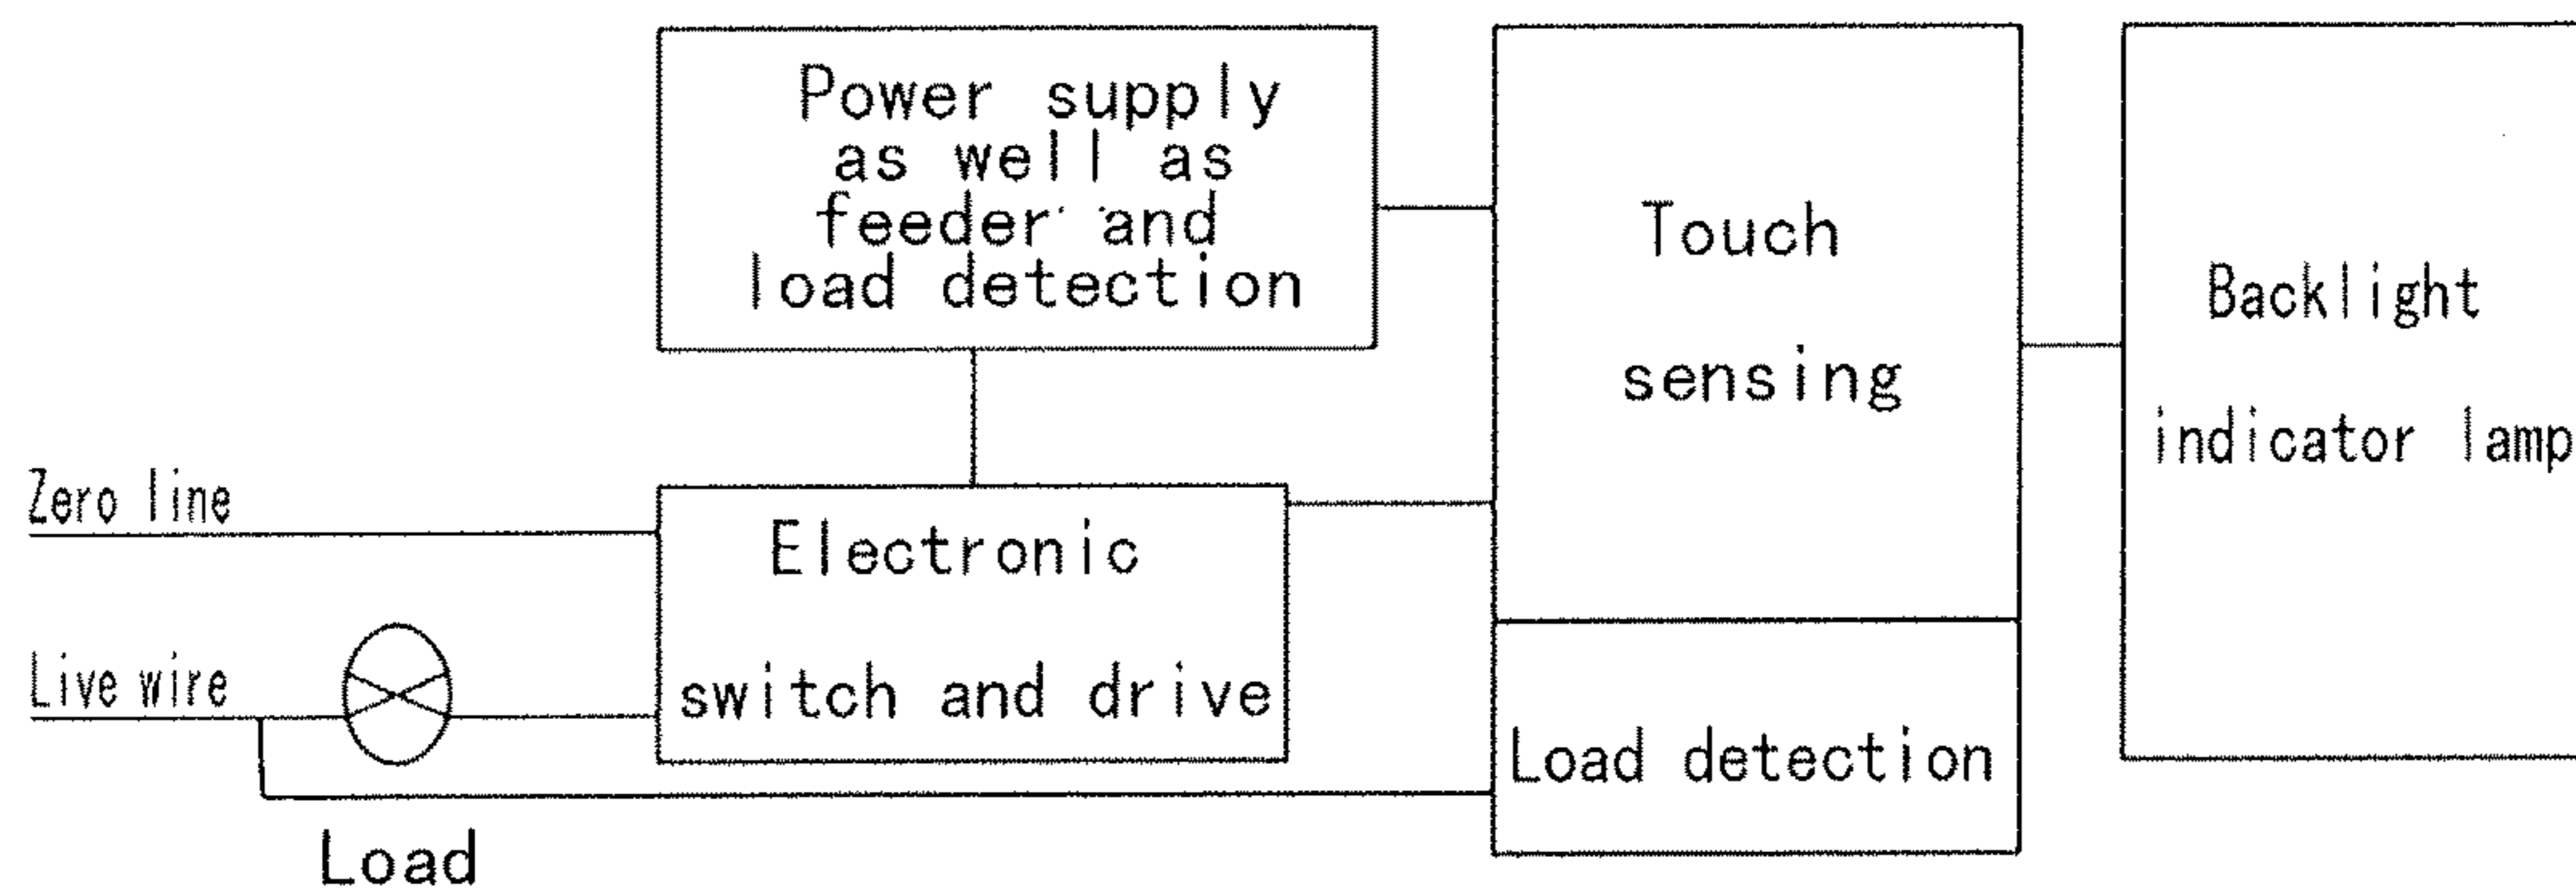 Power supply
as well as
feeder and
load detection
Touch
sensing
Backlight
indicator lamp
Zero line
Electronic
switch and drive
Live wire
Load detection
Load